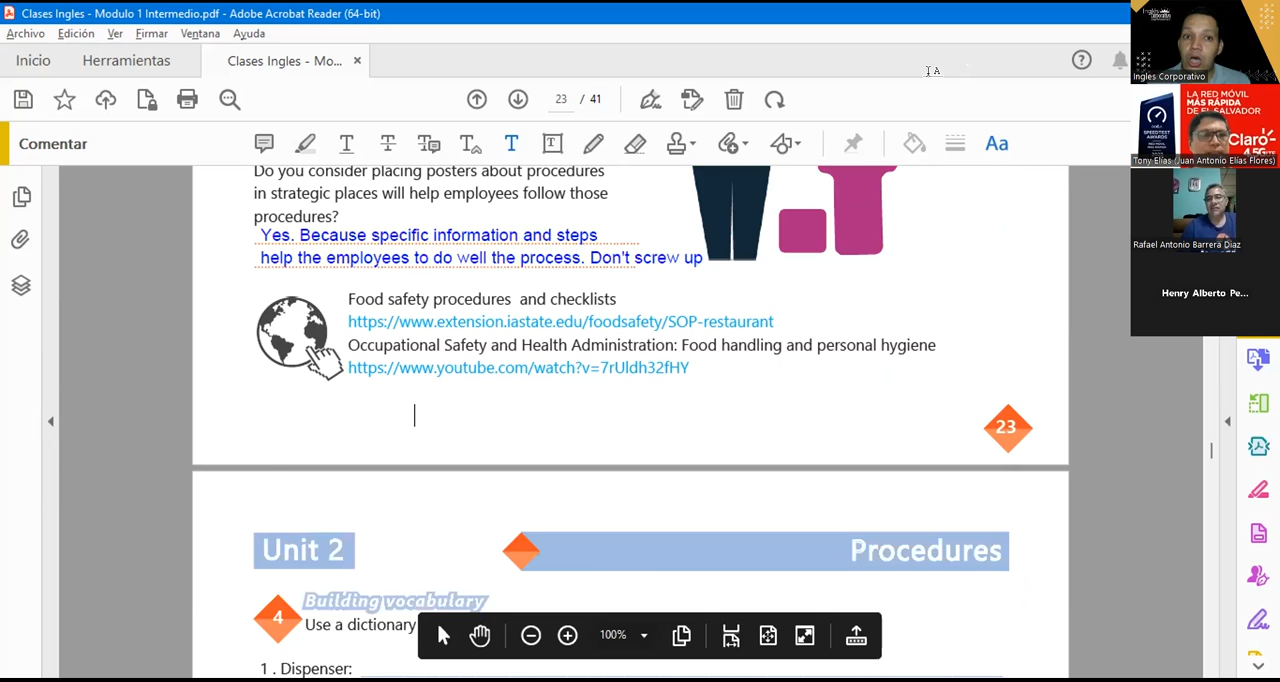 Clases Ingles - Modulo 1 Intermedio.pdf - Adobe Acrobat Reader (64-bit)
Archivo Edición Ver Firmar Ventana Ayuda
Inicio Herramientas Clases Ingles - Mo... ×
23 / 41
Comentar
Do you consider placing posters about procedures
in strategic places will help employees follow those
procedures?
Yes. Because specific information and steps
help the employees to do well the process. Don't screw up
Food safety procedures and checklists
https://www.extension.iastate.edu/foodsafety/SOP-restaurant
Occupational Safety and Health Administration: Food handling and personal hygiene
https://www.youtube.com/watch?v=7rUldh32fHY
23
Unit 2 Procedures
4 Building vocabulary
Use a dictionary
1 . Dispenser:
100%
Ingles Corporativo
LA RED MÓVIL
MÁS RÁPIDA
DE EL SALVADOR
SPEEDTEST
AWARDS
Claro
4.5G
Tony Elías (Juan Antonio Elías Flores)
Rafael Antonio Barrera Diaz
Henry Alberto Pe...